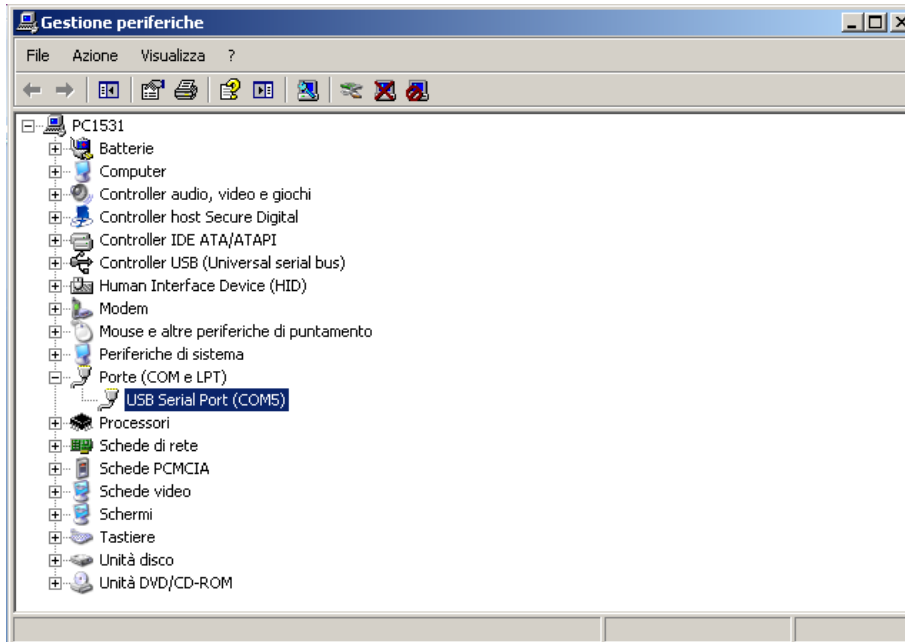 Gestione periferiche
File Azione Visualizza ?
PC1531
Batterie
Computer
Controller audio, video e giochi
Controller host Secure Digital
Controller IDE ATA/ATAPI
Controller USB (Universal serial bus)
Human Interface Device (HID)
Modem
Mouse e altre periferiche di puntamento
Periferiche di sistema
Porte (COM e LPT)
USB Serial Port (COM5)
Processori
Schede di rete
Schede PCMCIA
Schede video
Schermi
Tastiere
Unità disco
Unità DVD/CD-ROM